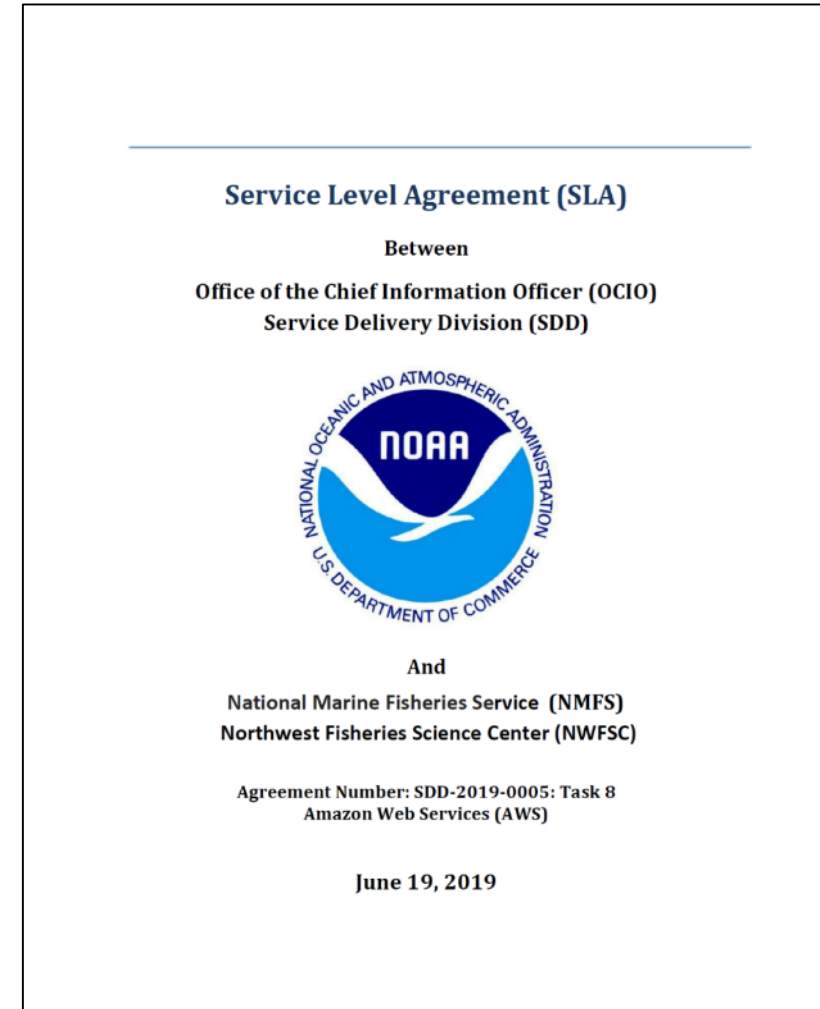 Service Level Agreement (SLA)
Between
Office of the Chief Information Officer (OCIO)
Service Delivery Division (SDD)
NATIONAL OCEANIC AND ATMOSPHERIC ADMINISTRATION
NOAA
U.S. DEPARTMENT OF COMMERCE
And
National Marine Fisheries Service (NMFS)
Northwest Fisheries Science Center (NWFSC)
Agreement Number: SDD-2019-0005: Task 8
Amazon Web Services (AWS)
June 19, 2019